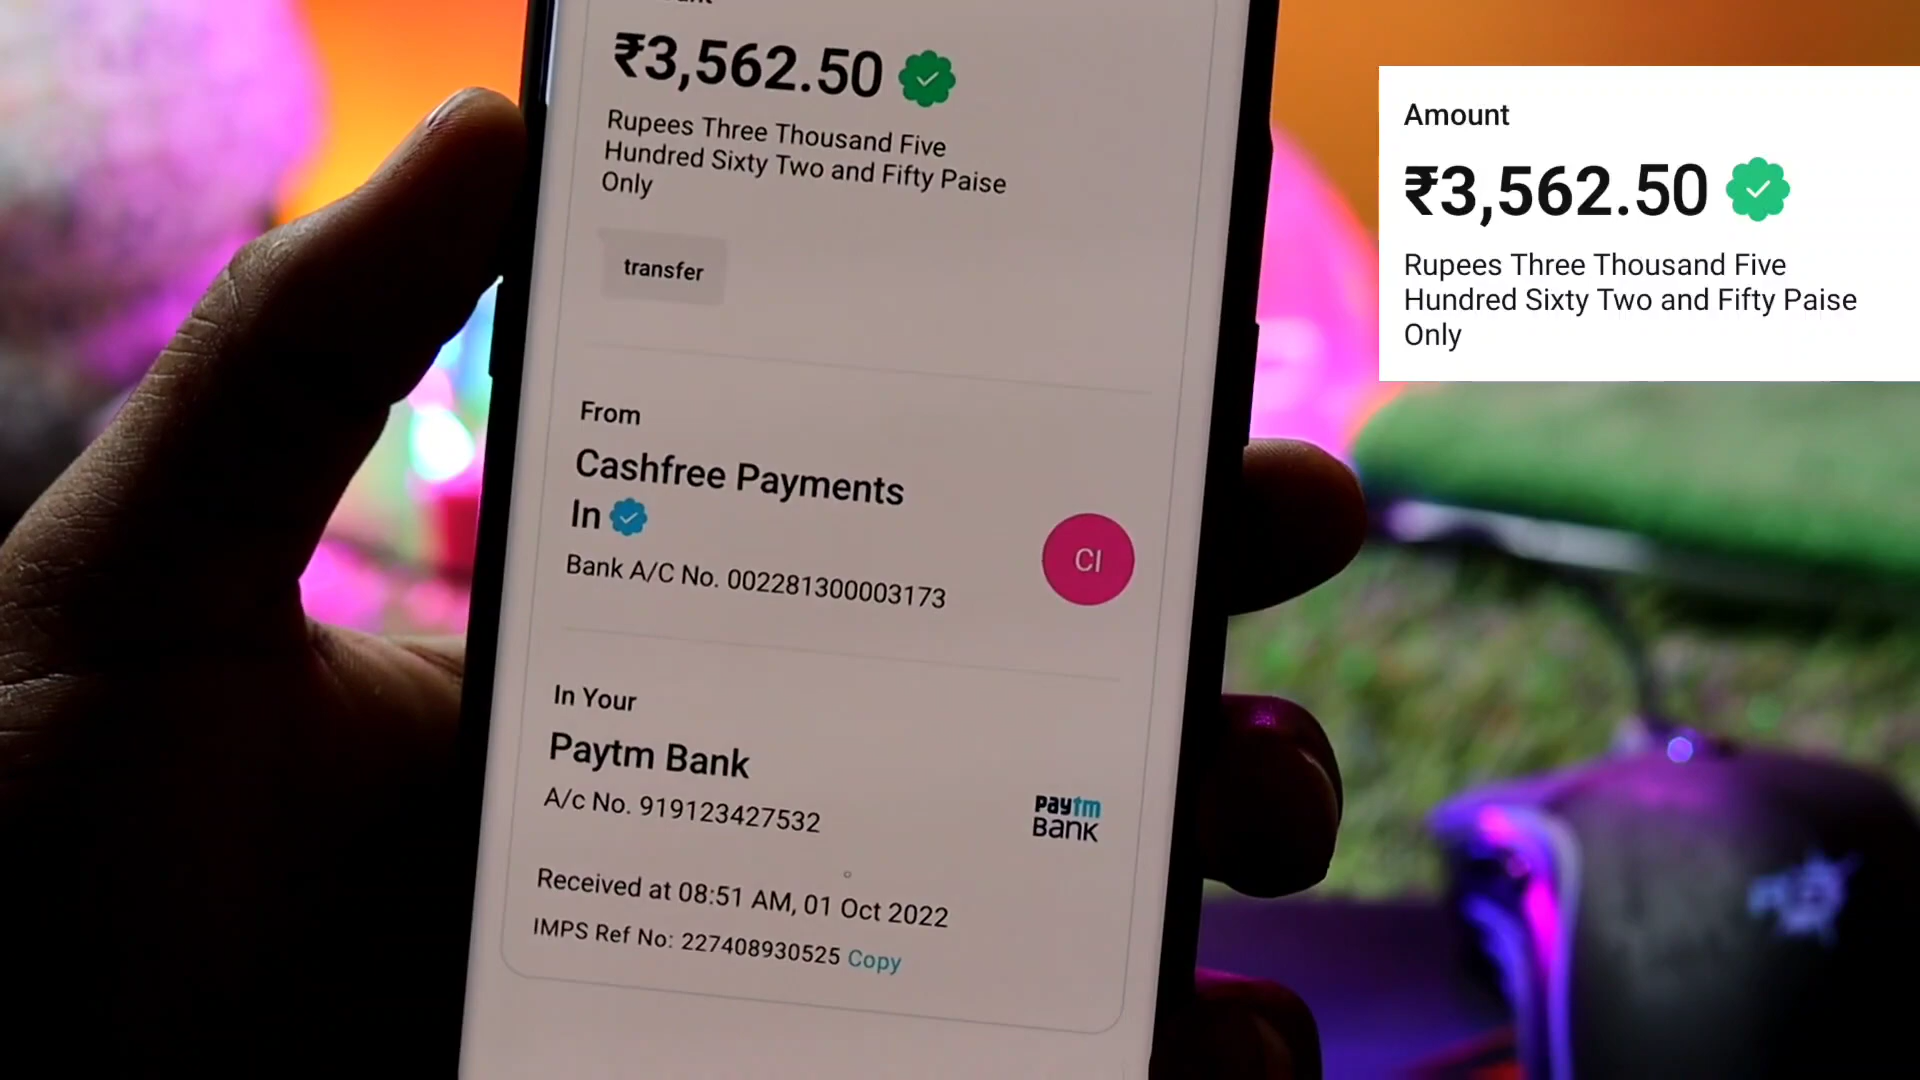 ₹3,562.50
Rupees Three Thousand Five
Hundred Sixty Two and Fifty Paise
Only
transfer
From
Cashfree Payments
In
Bank A/C No. 002281300003173
CI
In Your
Paytm Bank
A/c No. 919123427532
paytm
BANK
Received at 08:51 AM, 01 Oct 2022
IMPS Ref No: 227408930525 Copy
Amount
₹3,562.50
Rupees Three Thousand Five
Hundred Sixty Two and Fifty Paise
Only